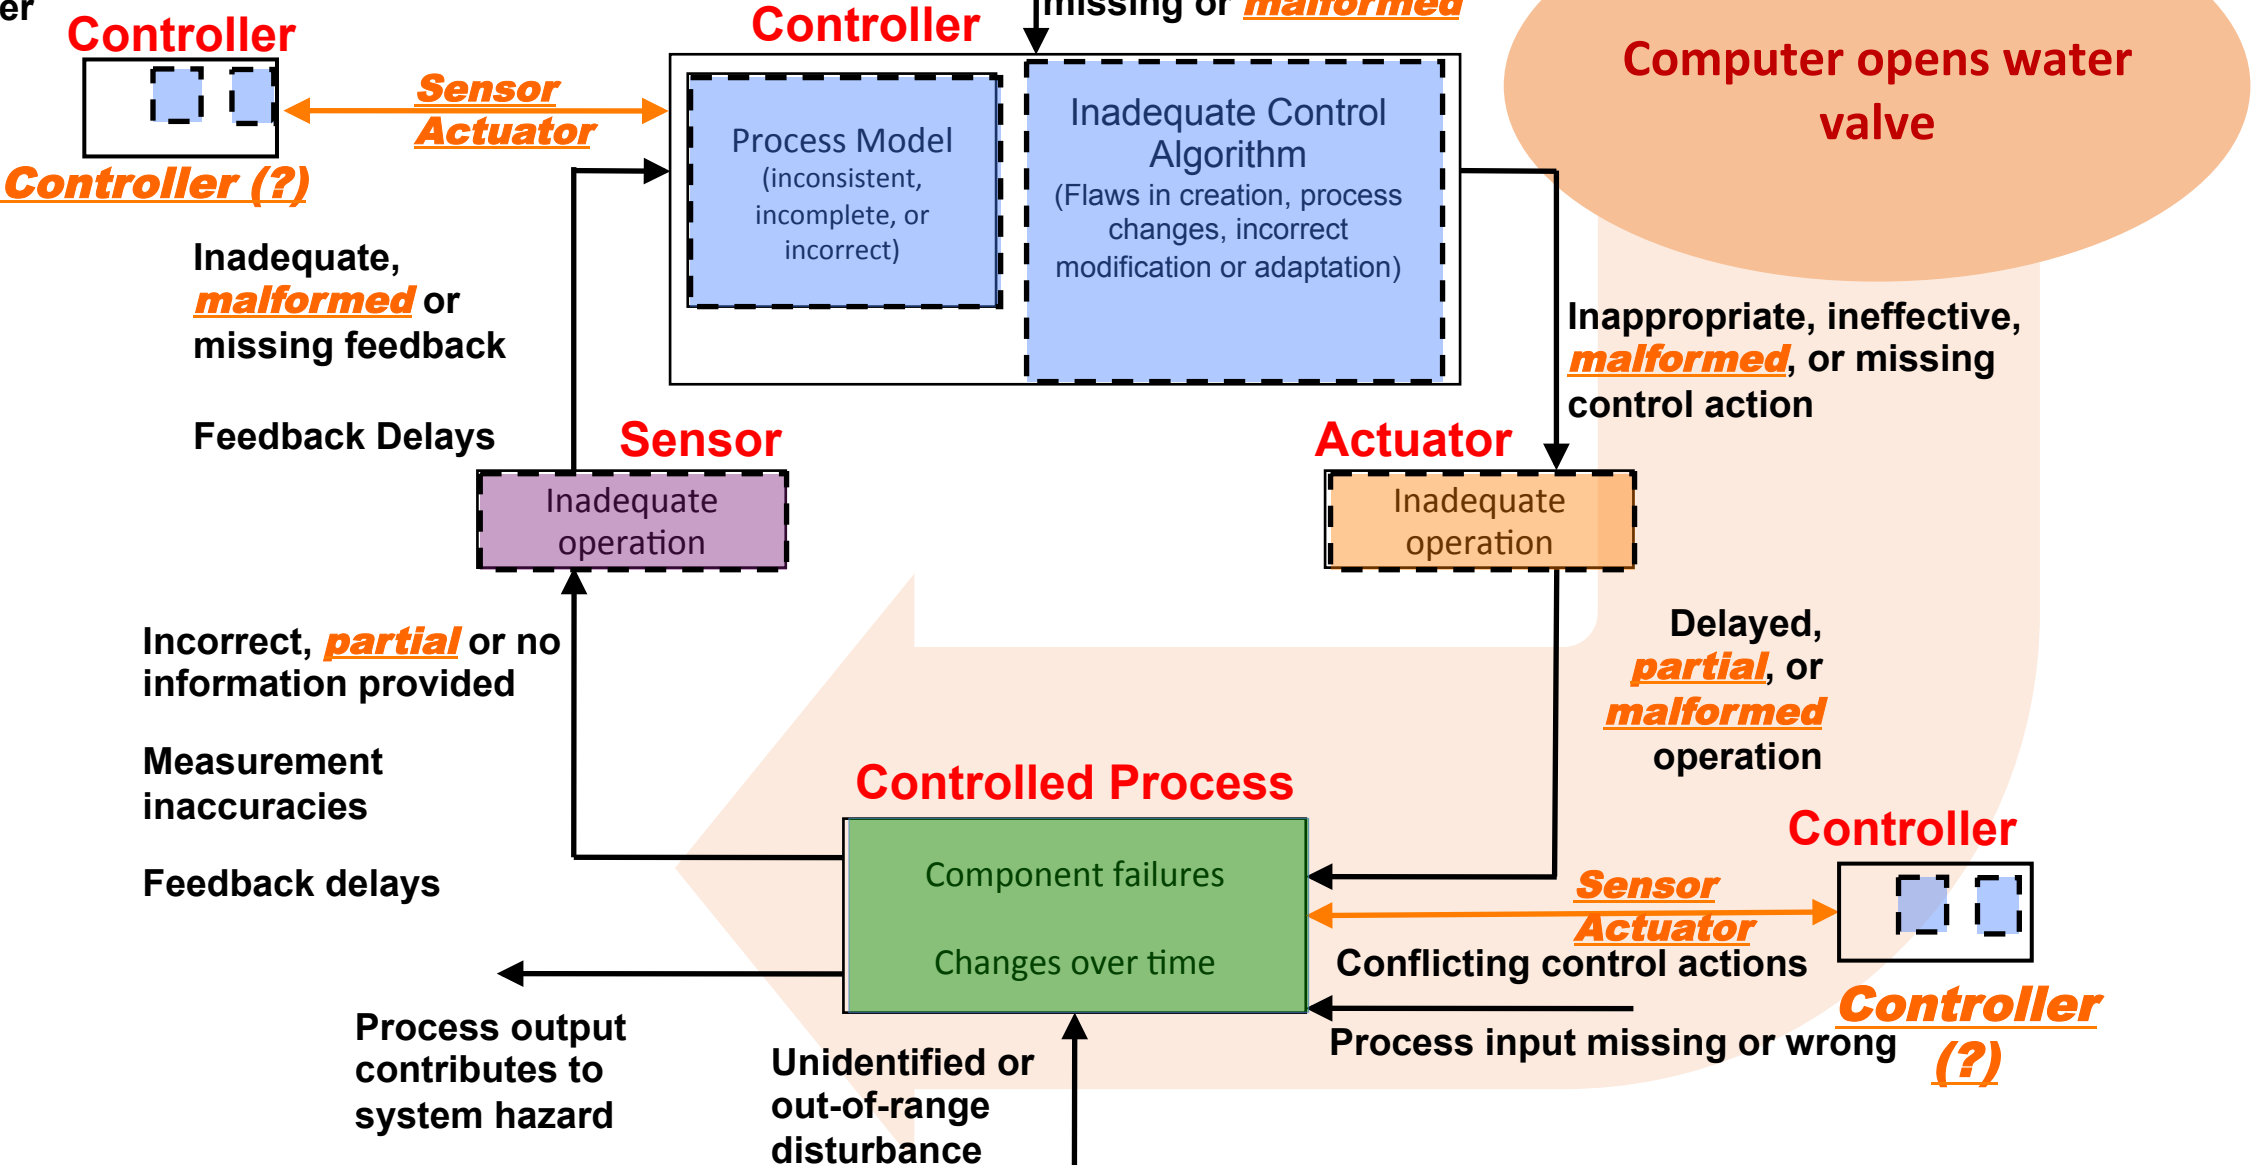 er
Controller
Sensor
Actuator
Controller (?)
Controller
missing or malformed
Process Model
(inconsistent,
incomplete, or
incorrect)
Inadequate Control
Algorithm
(Flaws in creation, process
changes, incorrect
modification or adaptation)
Computer opens water
valve
Inadequate,
malformed or
missing feedback
Feedback Delays
Inappropriate, ineffective,
malformed, or missing
control action
Sensor
Inadequate
operation
Actuator
Inadequate
operation
Incorrect, partial or no
information provided
Measurement
inaccuracies
Feedback delays
Delayed,
partial, or
malformed
operation
Controlled Process
Component failures
Changes over time
Controller
Sensor
Actuator
Conflicting control actions
Controller
(?)
Process input missing or wrong
Process output
contributes to
system hazard
Unidentified or
out-of-range
disturbance